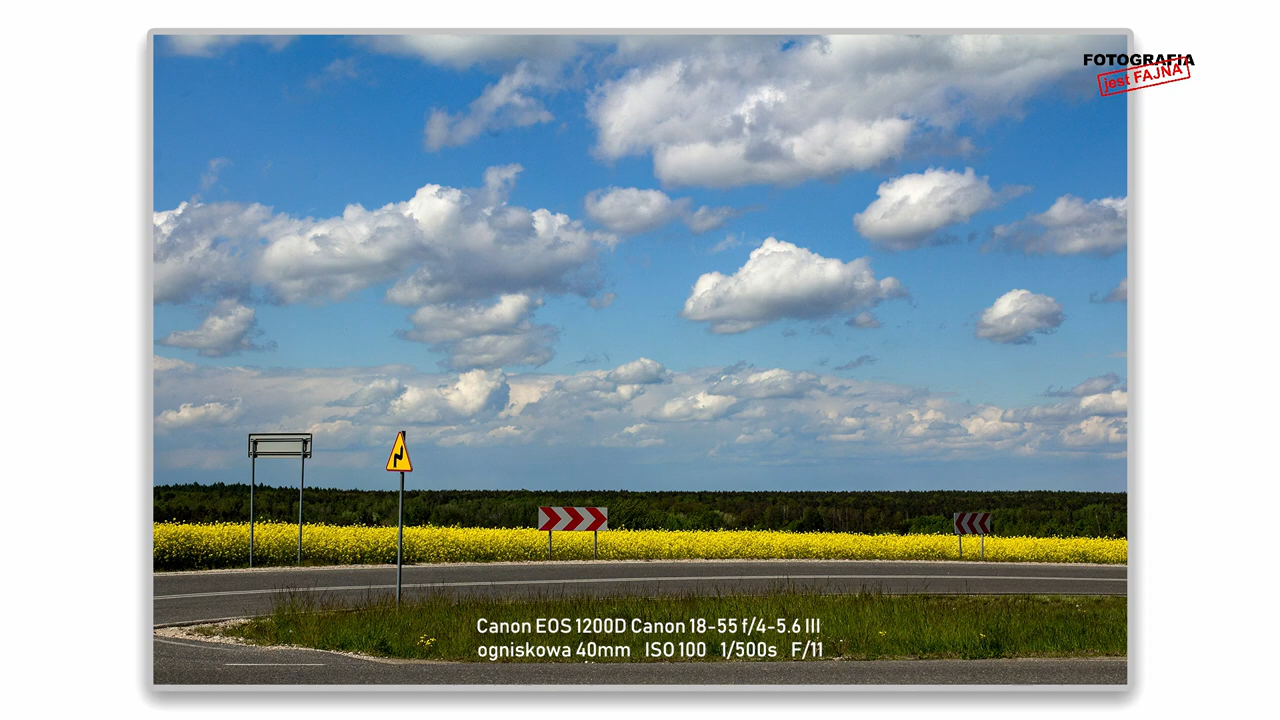 FOTOGRAFIA
jest FAJNA
Canon EOS 1200D Canon 18-55 f/4-5.6 III
ogniskowa 40mm ISO 100 1/500s F/11